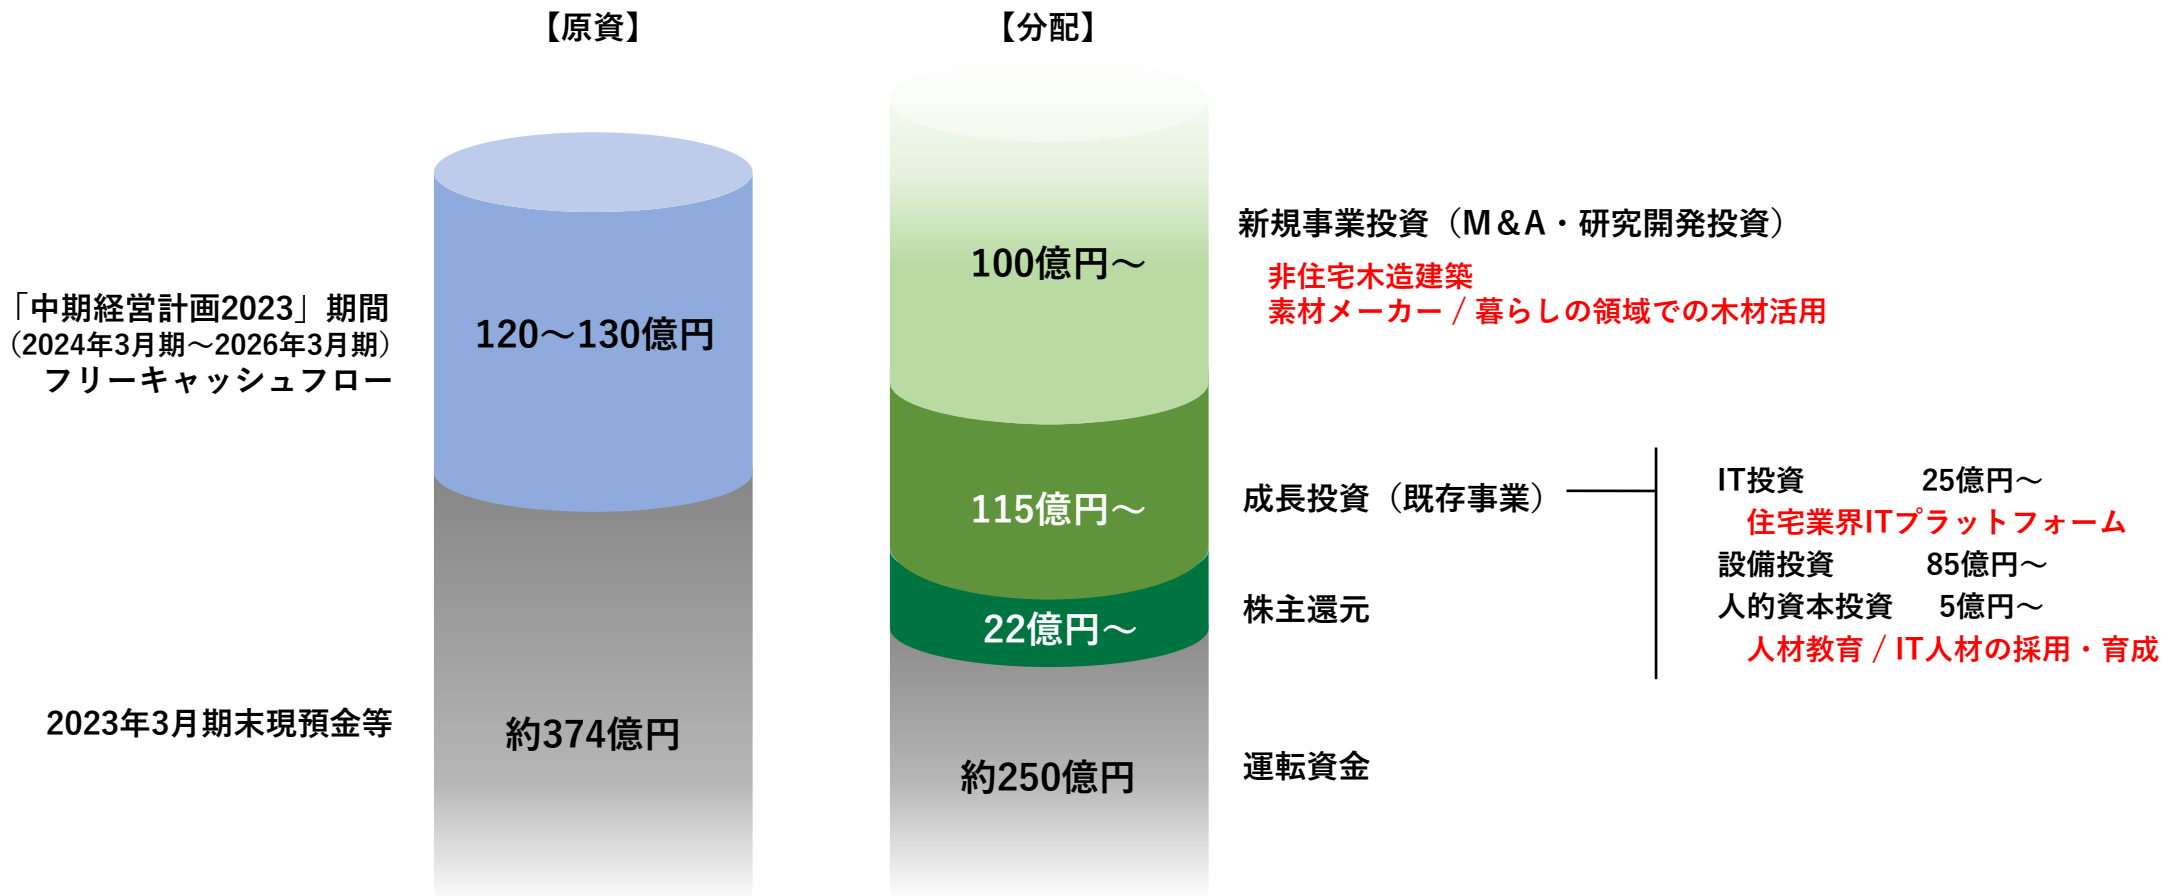 【原資】
「中期経営計画2023」期間
（2024年3月期～2026年3月期）
フリーキャッシュフロー
120～130億円
2023年3月期末現預金等
約374億円
【分配】
100億円～
新規事業投資（M＆A・研究開発投資）
非住宅木造建築
素材メーカー / 暮らしの領域での木材活用
115億円～
成長投資（既存事業）
IT投資 25億円～
住宅業界ITプラットフォーム
設備投資 85億円～
人的資本投資 5億円～
人材教育 / IT人材の採用・育成
22億円～
株主還元
約250億円
運転資金